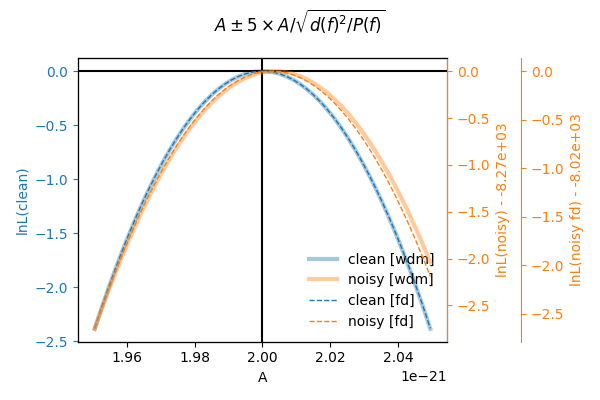 A ± 5 × A/√d(f)²/P(f)
0.0
−0.5
−1.0
−1.5
−2.0
−2.5
lnL(clean)
1.96
1.98
2.00
2.02
2.04
1e−21
A
clean [wdm]
noisy [wdm]
clean [fd]
noisy [fd]
0.0
−0.5
−1.0
−1.5
−2.0
−2.5
lnL(noisy) - -8.27e+03
0.0
−0.5
−1.0
−1.5
−2.0
−2.5
lnL(noisy fd) - -8.02e+03